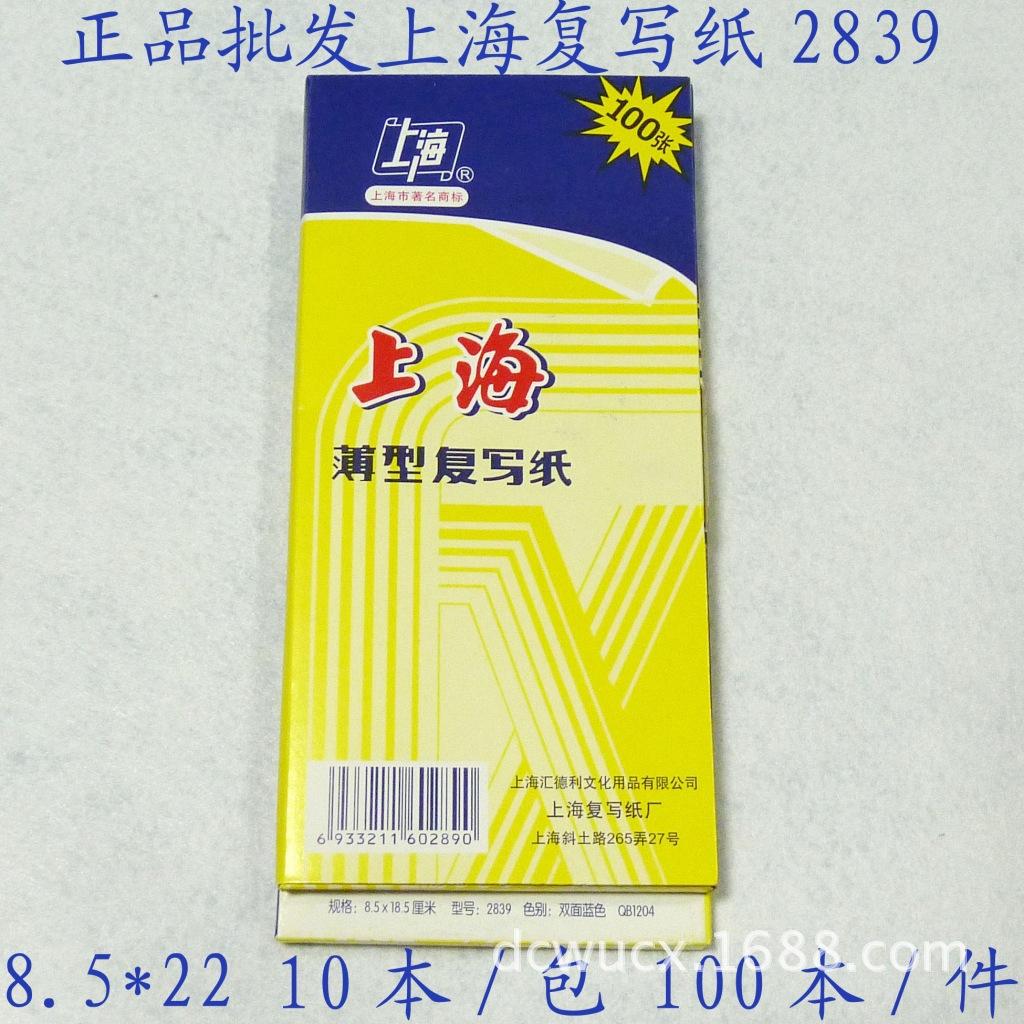 正品批发上海复写纸 2839
100张
上海®
上海市著名商标
上海
薄型复写纸
上海汇德利文化用品有限公司
上海复写纸厂
上海斜土路265弄27号
6 933211 602890
规格：8.5x18.5厘米 型号：2839 色别：双面蓝色 QB1204
dcwucx.1688.com
8.5*22 10本/包 100本/件